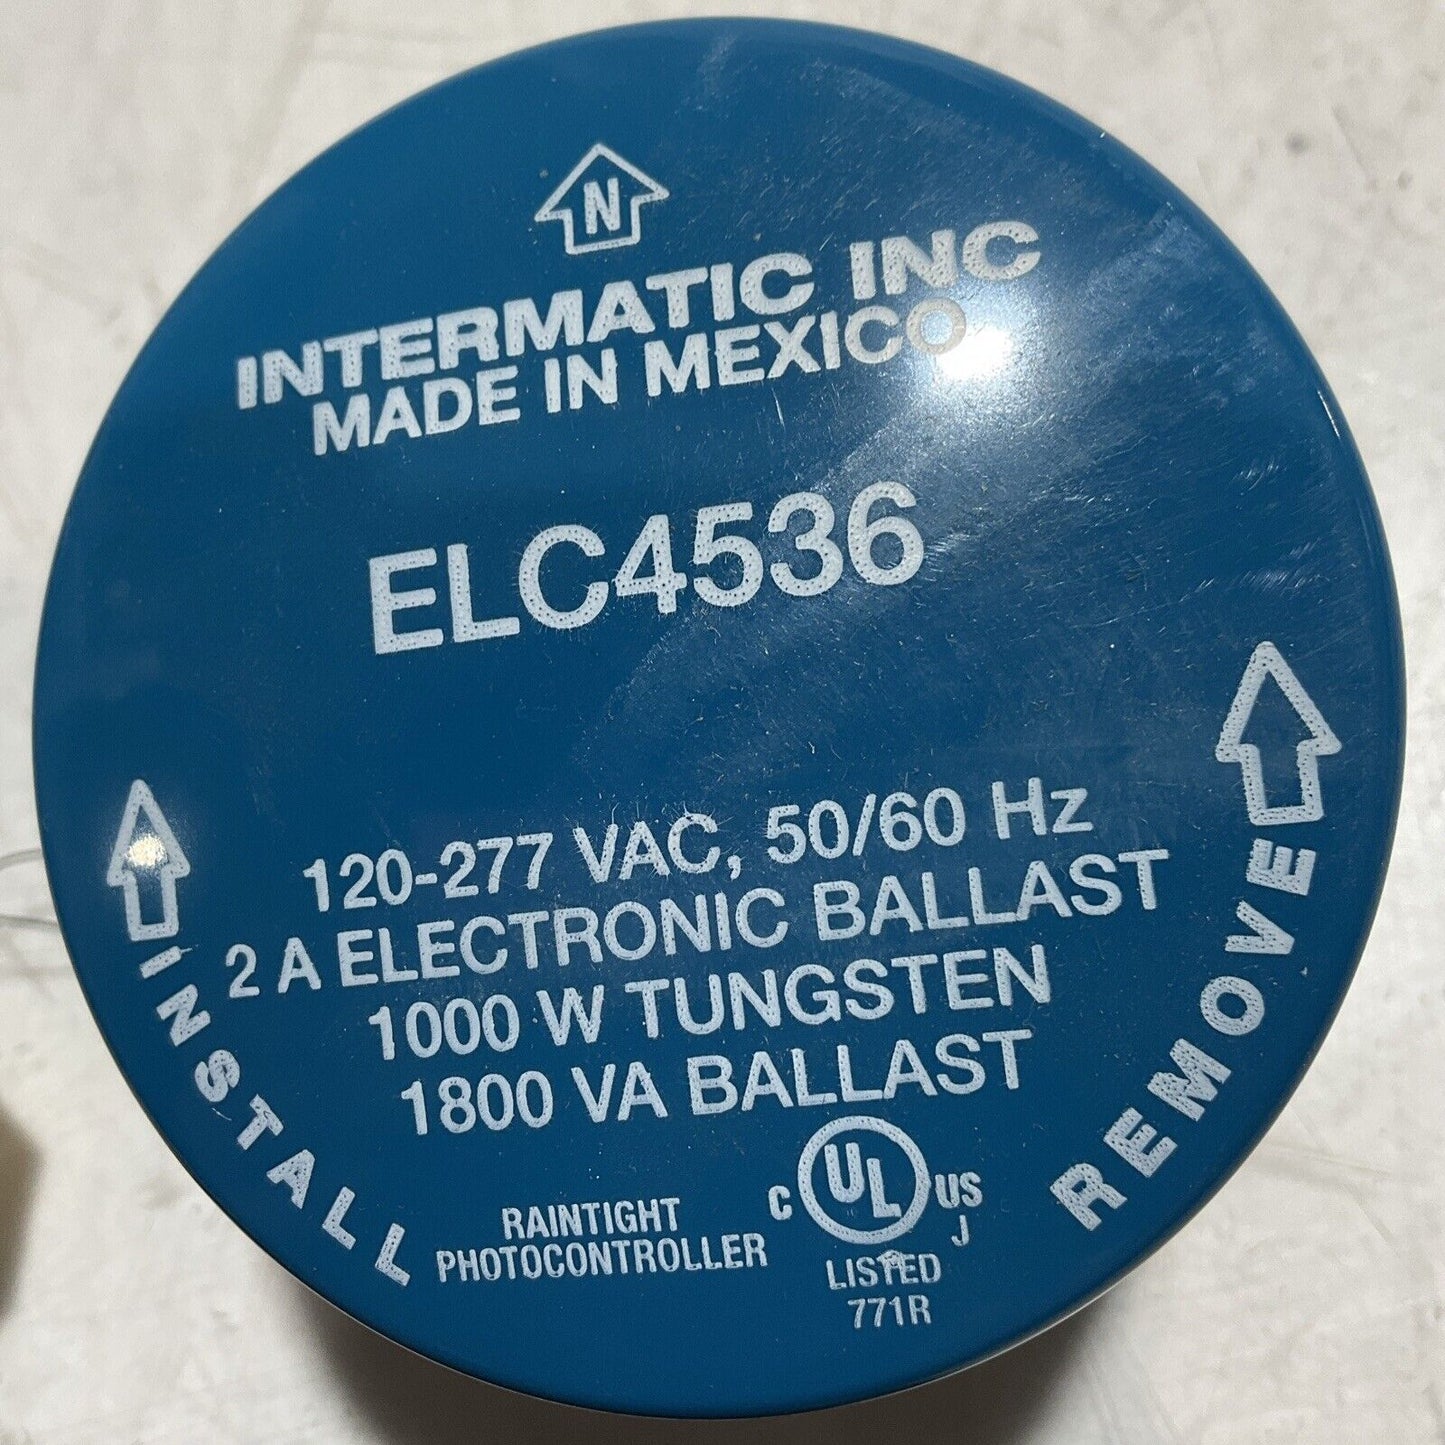 N
INTERMATIC INC
MADE IN MEXICO
ELC4536
120-277 VAC, 50/60 Hz
2 A ELECTRONIC BALLAST
1000 W TUNGSTEN
1800 VA BALLAST
INSTALL
REMOVE
RAINTIGHT
PHOTOCONTROLLER
C UL US
J
LISTED
771R